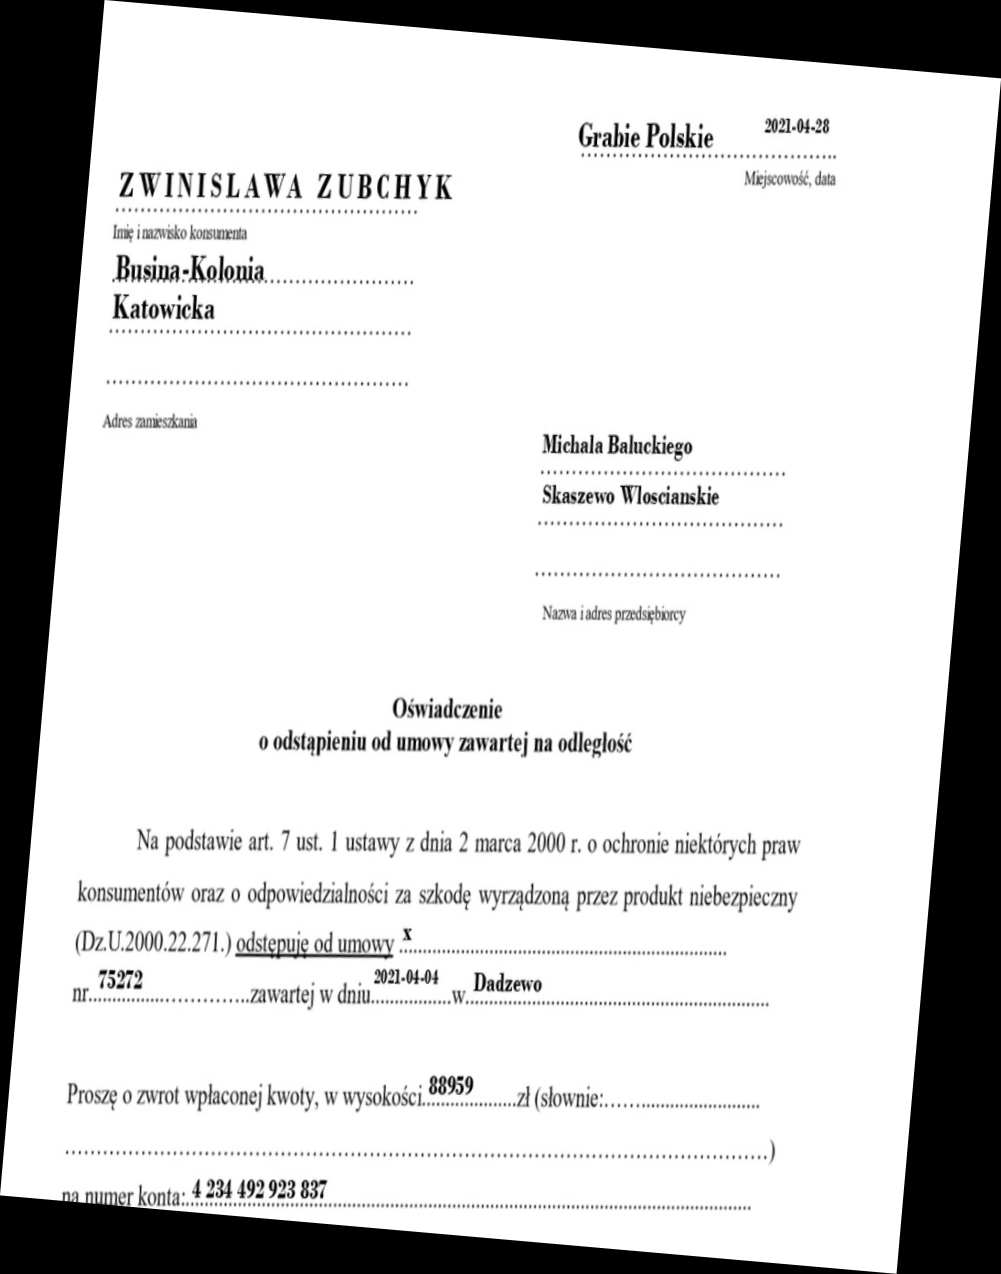 Grabie Polskie 2021-04-28
Miejscowość, data
ZWINISLAWA ZUBCHYK
Imię i nazwisko konsumenta
Busina-Kolonia
Katowicka
Adres zamieszkania
Michala Baluckiego
Skaszewo Wloscianskie
Nazwa i adres przedsiębiorcy
Oświadczenie
o odstąpieniu od umowy zawartej na odległość
Na podstawie art. 7 ust. 1 ustawy z dnia 2 marca 2000 r. o ochronie niektórych praw
konsumentów oraz o odpowiedzialności za szkodę wyrządzoną przez produkt niebezpieczny
(Dz.U.2000.22.271.) odstępuję od umowy x
nr 75272 zawartej w dniu 2021-04-04 w Dadzewo
Proszę o zwrot wpłaconej kwoty, w wysokości 88959 zł (słownie:
)
na numer konta: 4 234 492 923 837